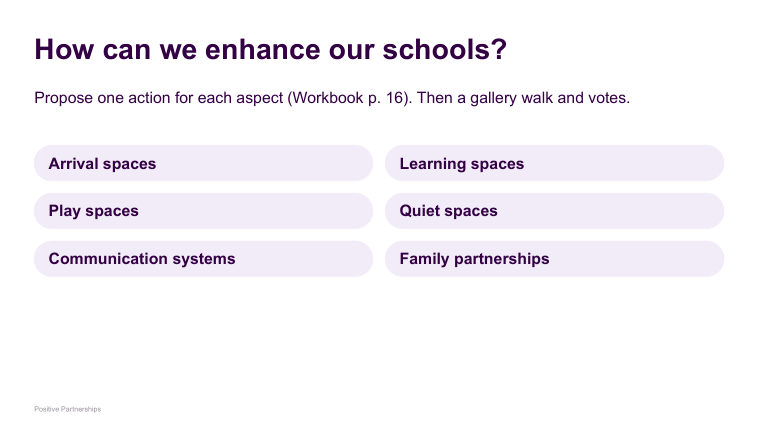 How can we enhance our schools?
Propose one action for each aspect (Workbook p. 16). Then a gallery walk and votes.
Arrival spaces
Learning spaces
Play spaces
Quiet spaces
Communication systems
Family partnerships
Positive Partnerships